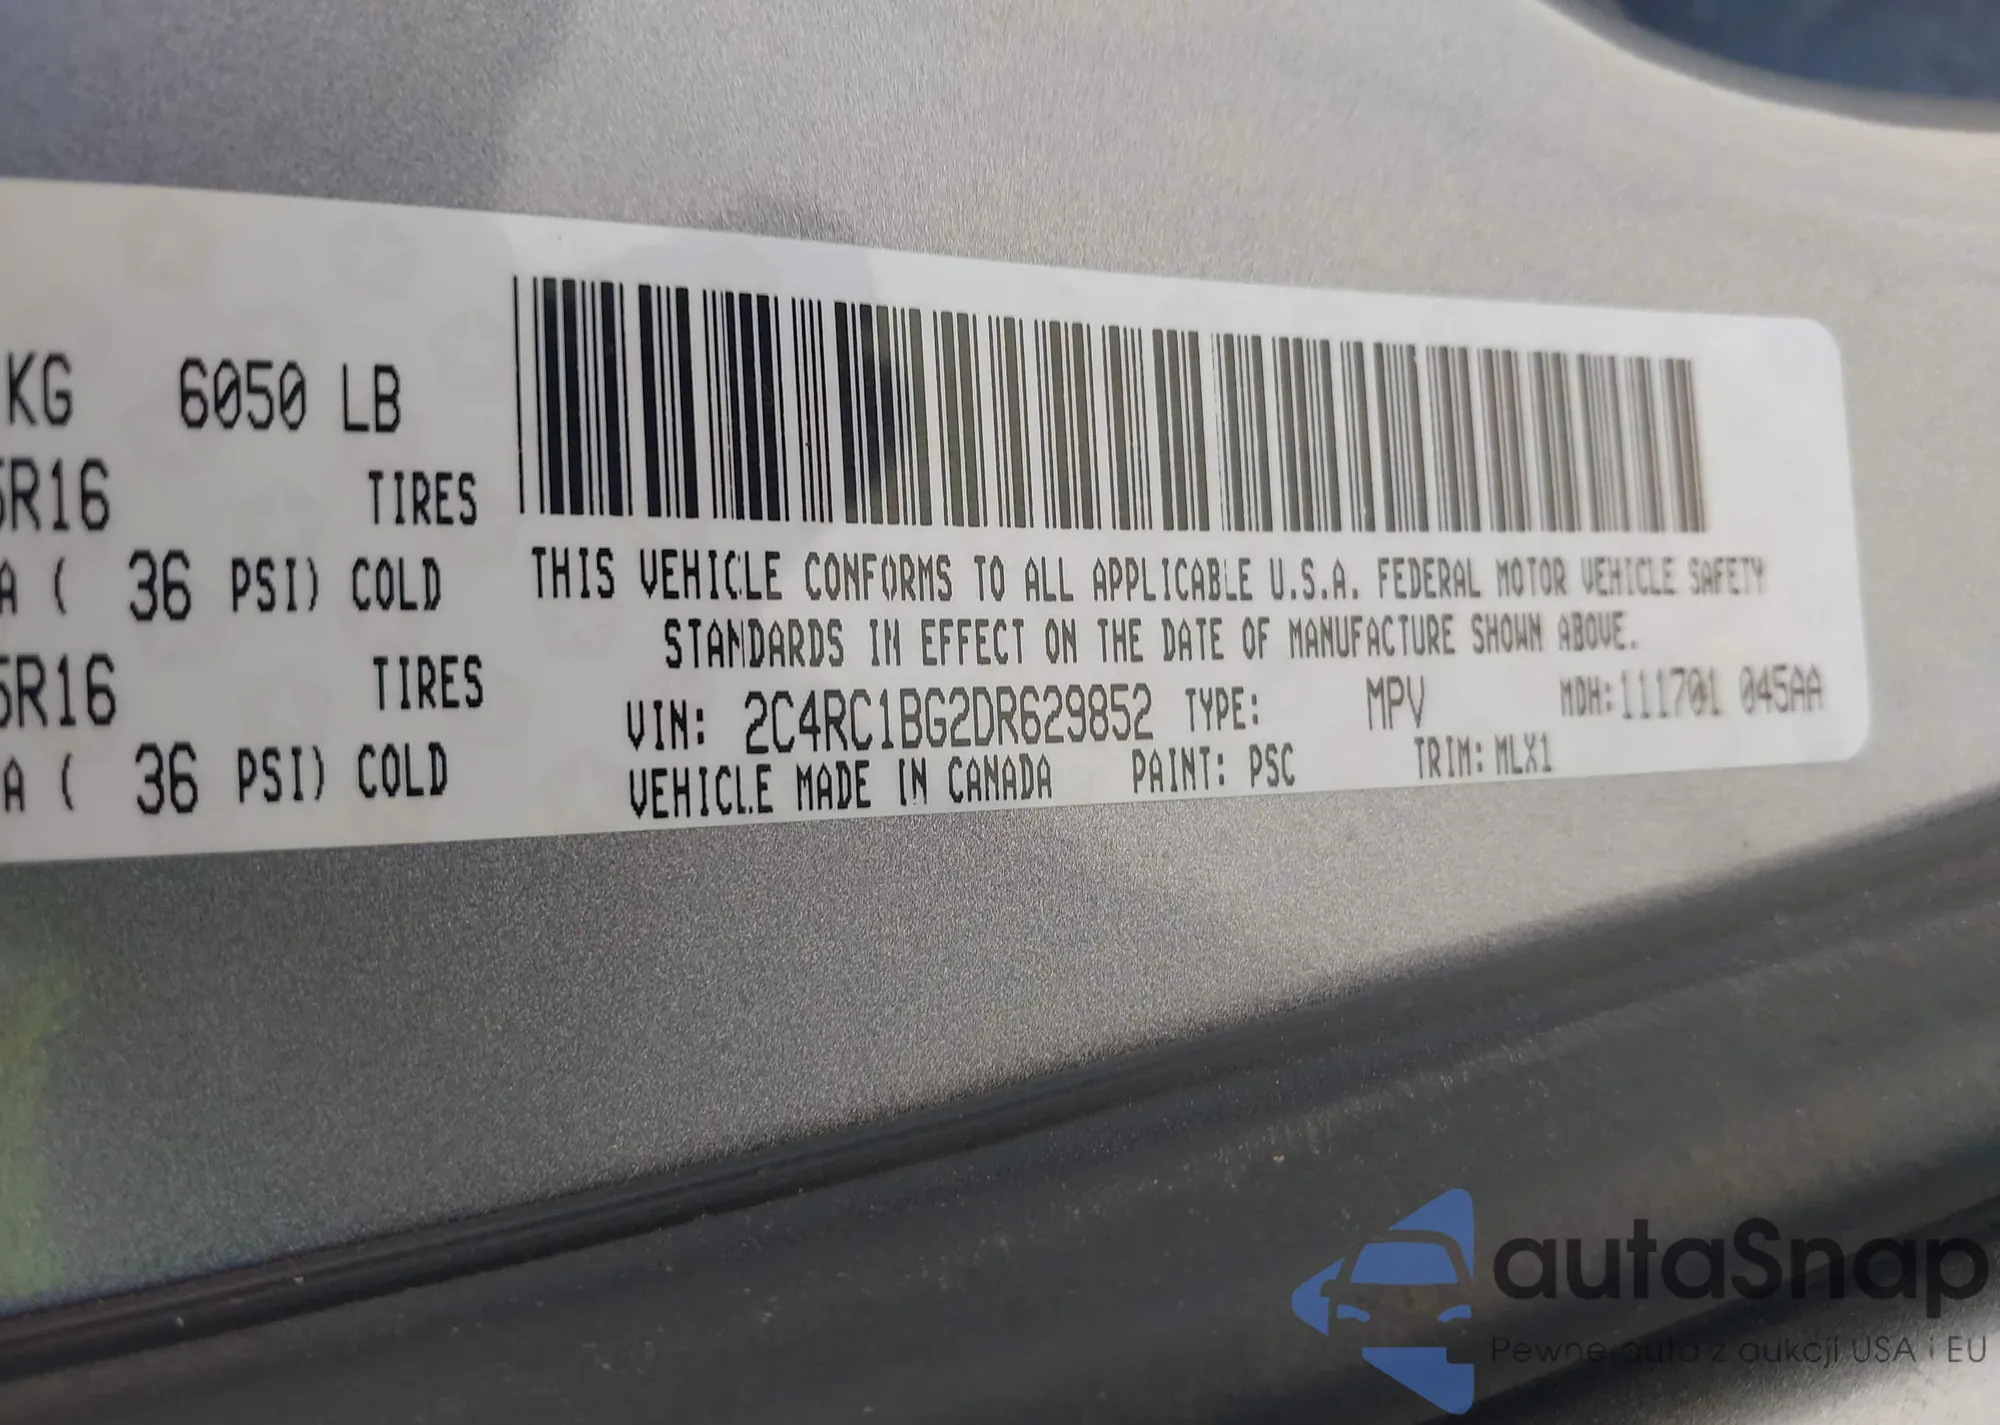 KG 6050 LB
5R16 TIRES
A ( 36 PSI) COLD
5R16 TIRES
A ( 36 PSI) COLD
THIS VEHICLE CONFORMS TO ALL APPLICABLE U.S.A. FEDERAL MOTOR VEHICLE SAFETY
STANDARDS IN EFFECT ON THE DATE OF MANUFACTURE SHOWN ABOVE.
VIN: 2C4RC1BG2DR629852 TYPE: MPV MDH:111701 045AA
VEHICLE MADE IN CANADA PAINT: PSC TRIM: MLX1
autaSnap
Pewne auta z aukcji USA i EU